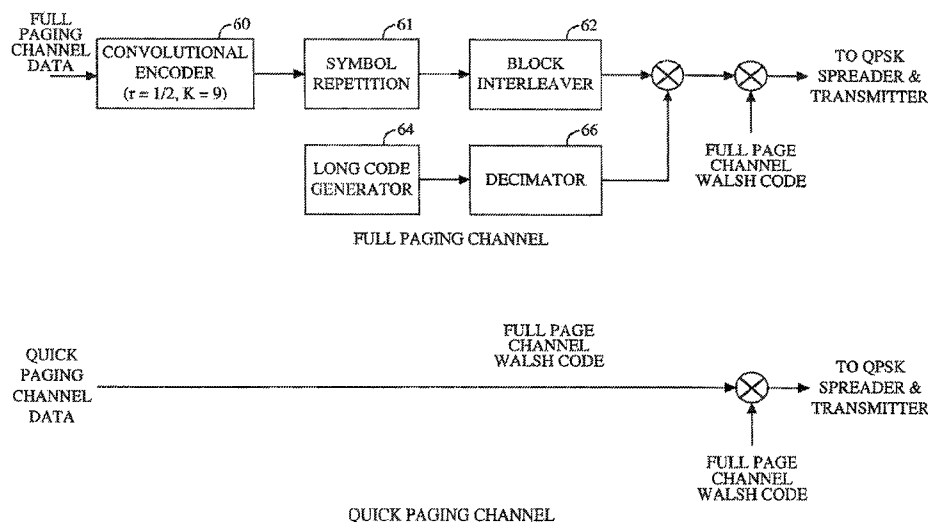 FULL
PAGING
CHANNEL
DATA
60
CONVOLUTIONAL
ENCODER
(r = 1/2, K = 9)
61
SYMBOL
REPETITION
62
BLOCK
INTERLEAVER
TO QPSK
SPREADER &
TRANSMITTER
64
LONG CODE
GENERATOR
66
DECIMATOR
FULL PAGE
CHANNEL
WALSH CODE
FULL PAGING CHANNEL
QUICK
PAGING
CHANNEL
DATA
FULL PAGE
CHANNEL
WALSH CODE
TO QPSK
SPREADER &
TRANSMITTER
FULL PAGE
CHANNEL
WALSH CODE
QUICK PAGING CHANNEL